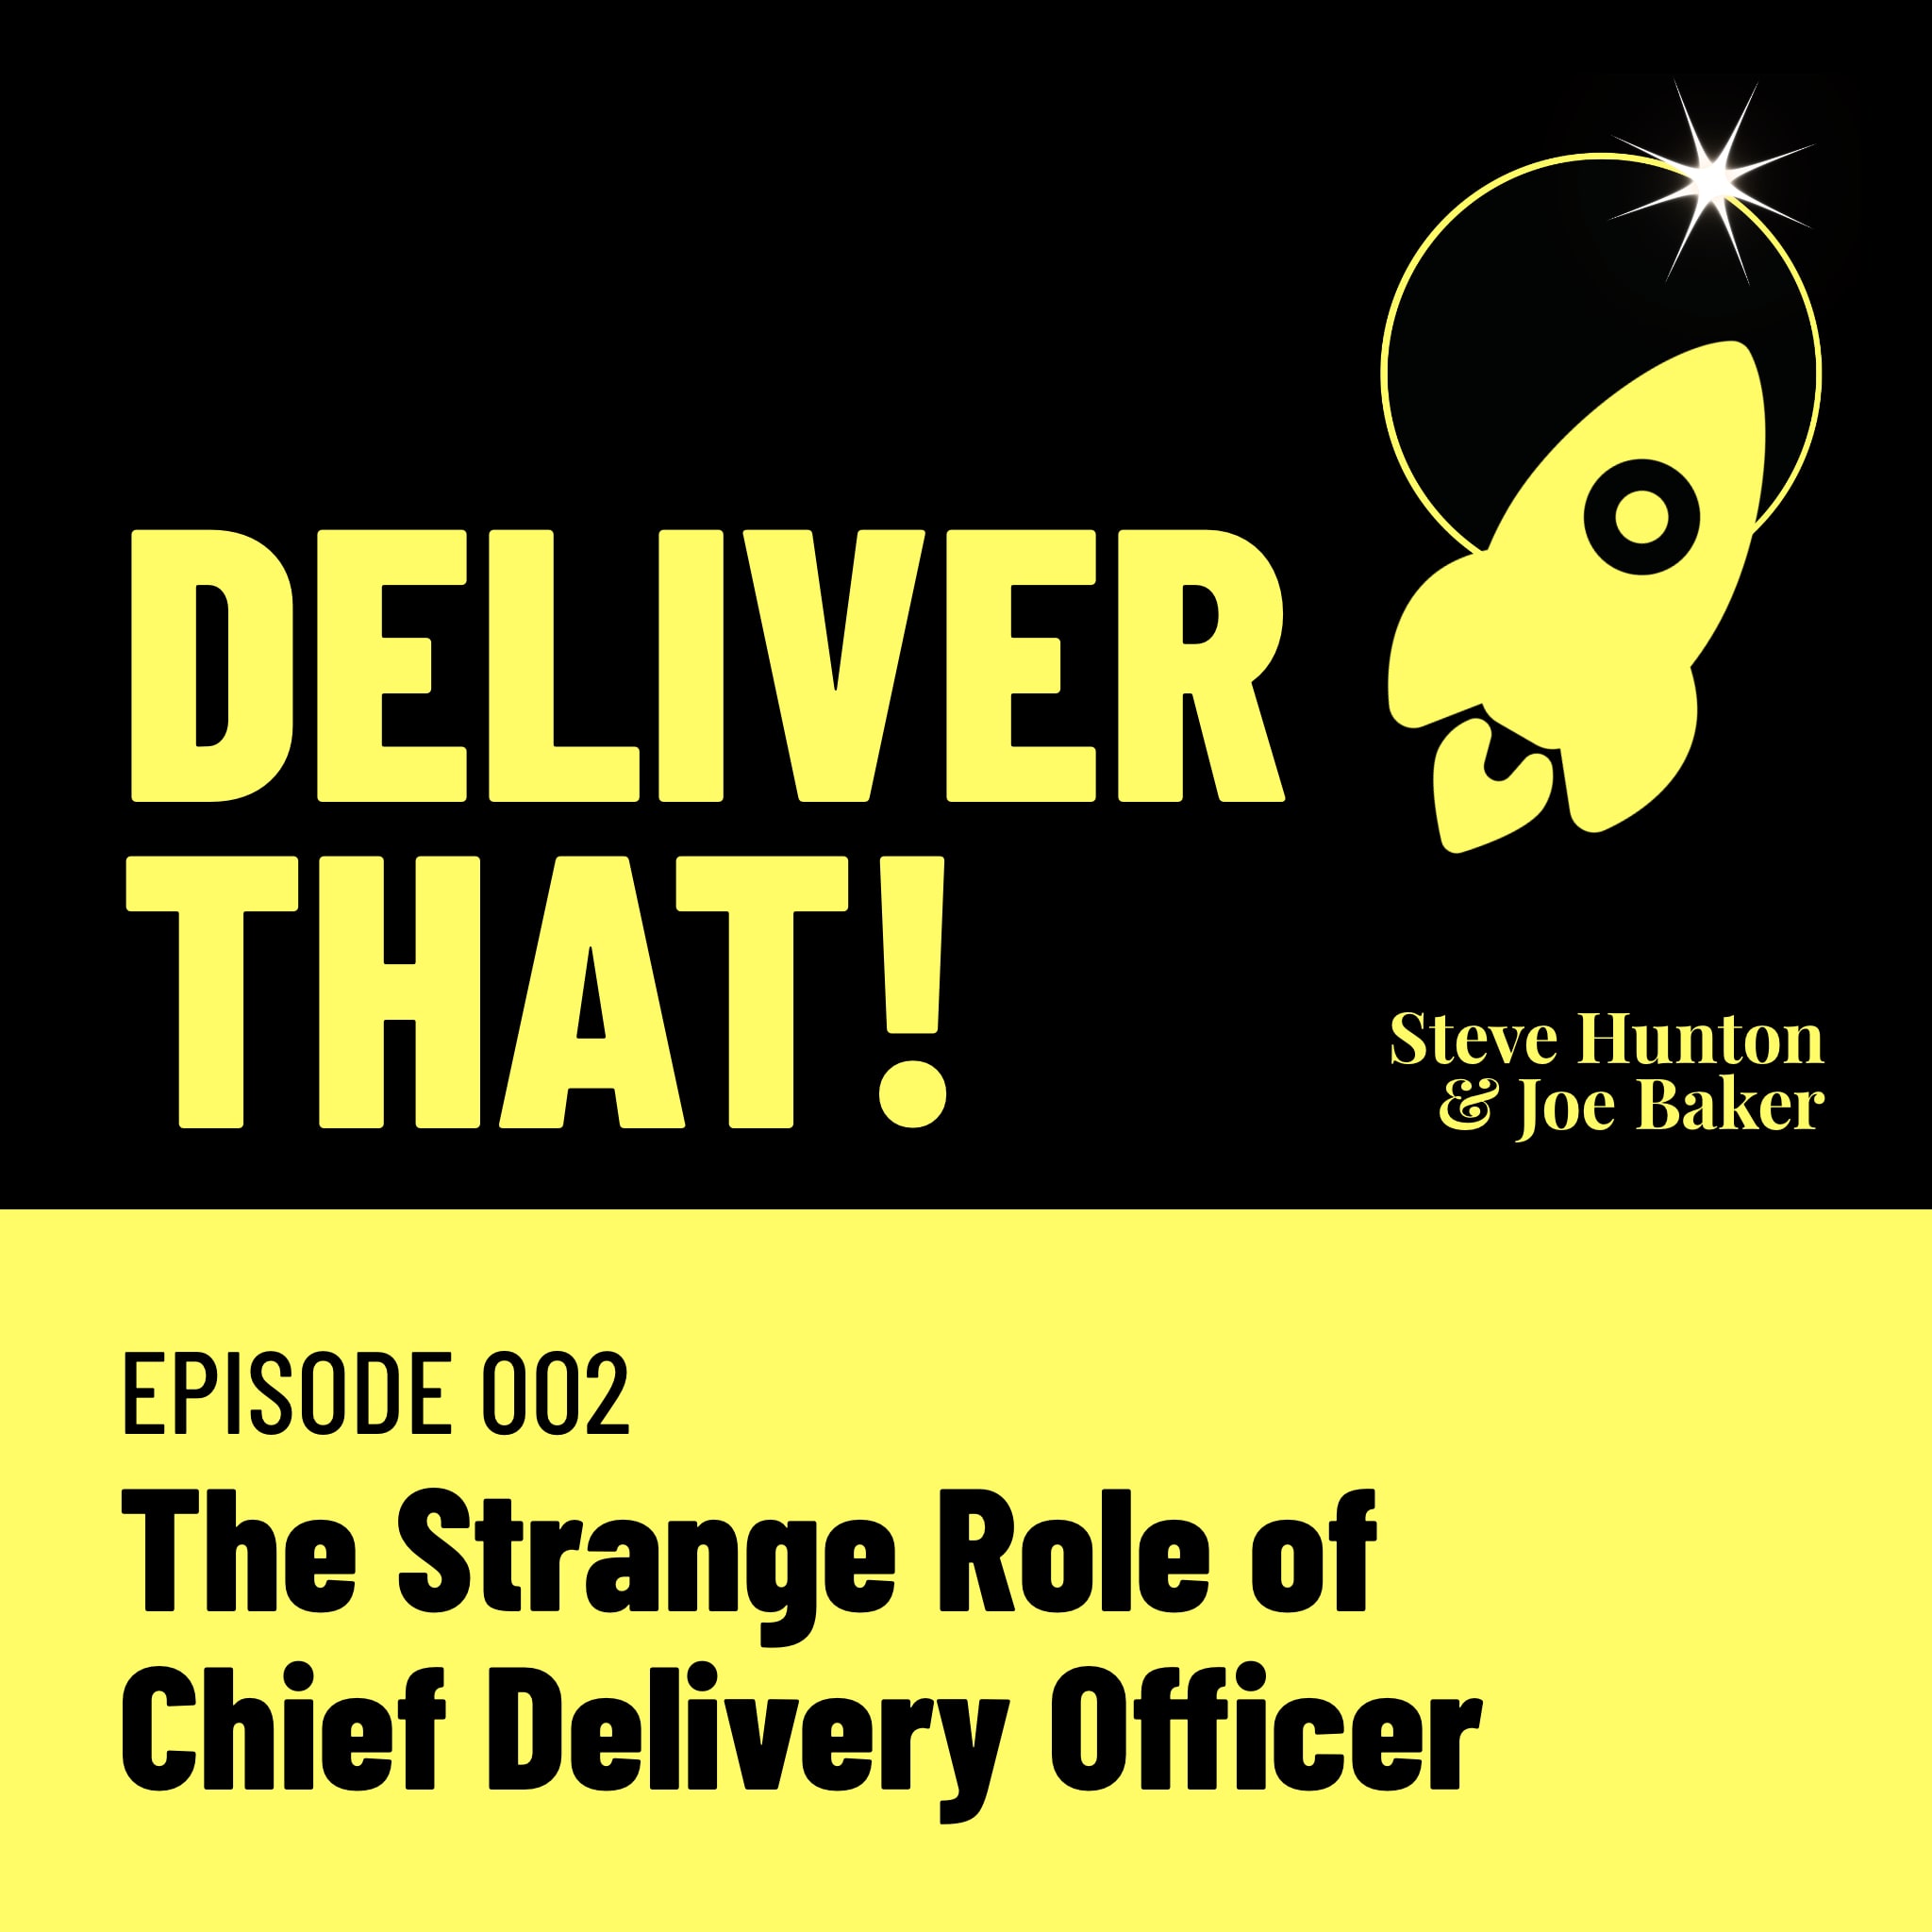 DELIVER
THAT!
Steve Hunton
& Joe Baker
EPISODE 002
The Strange Role of
Chief Delivery Officer